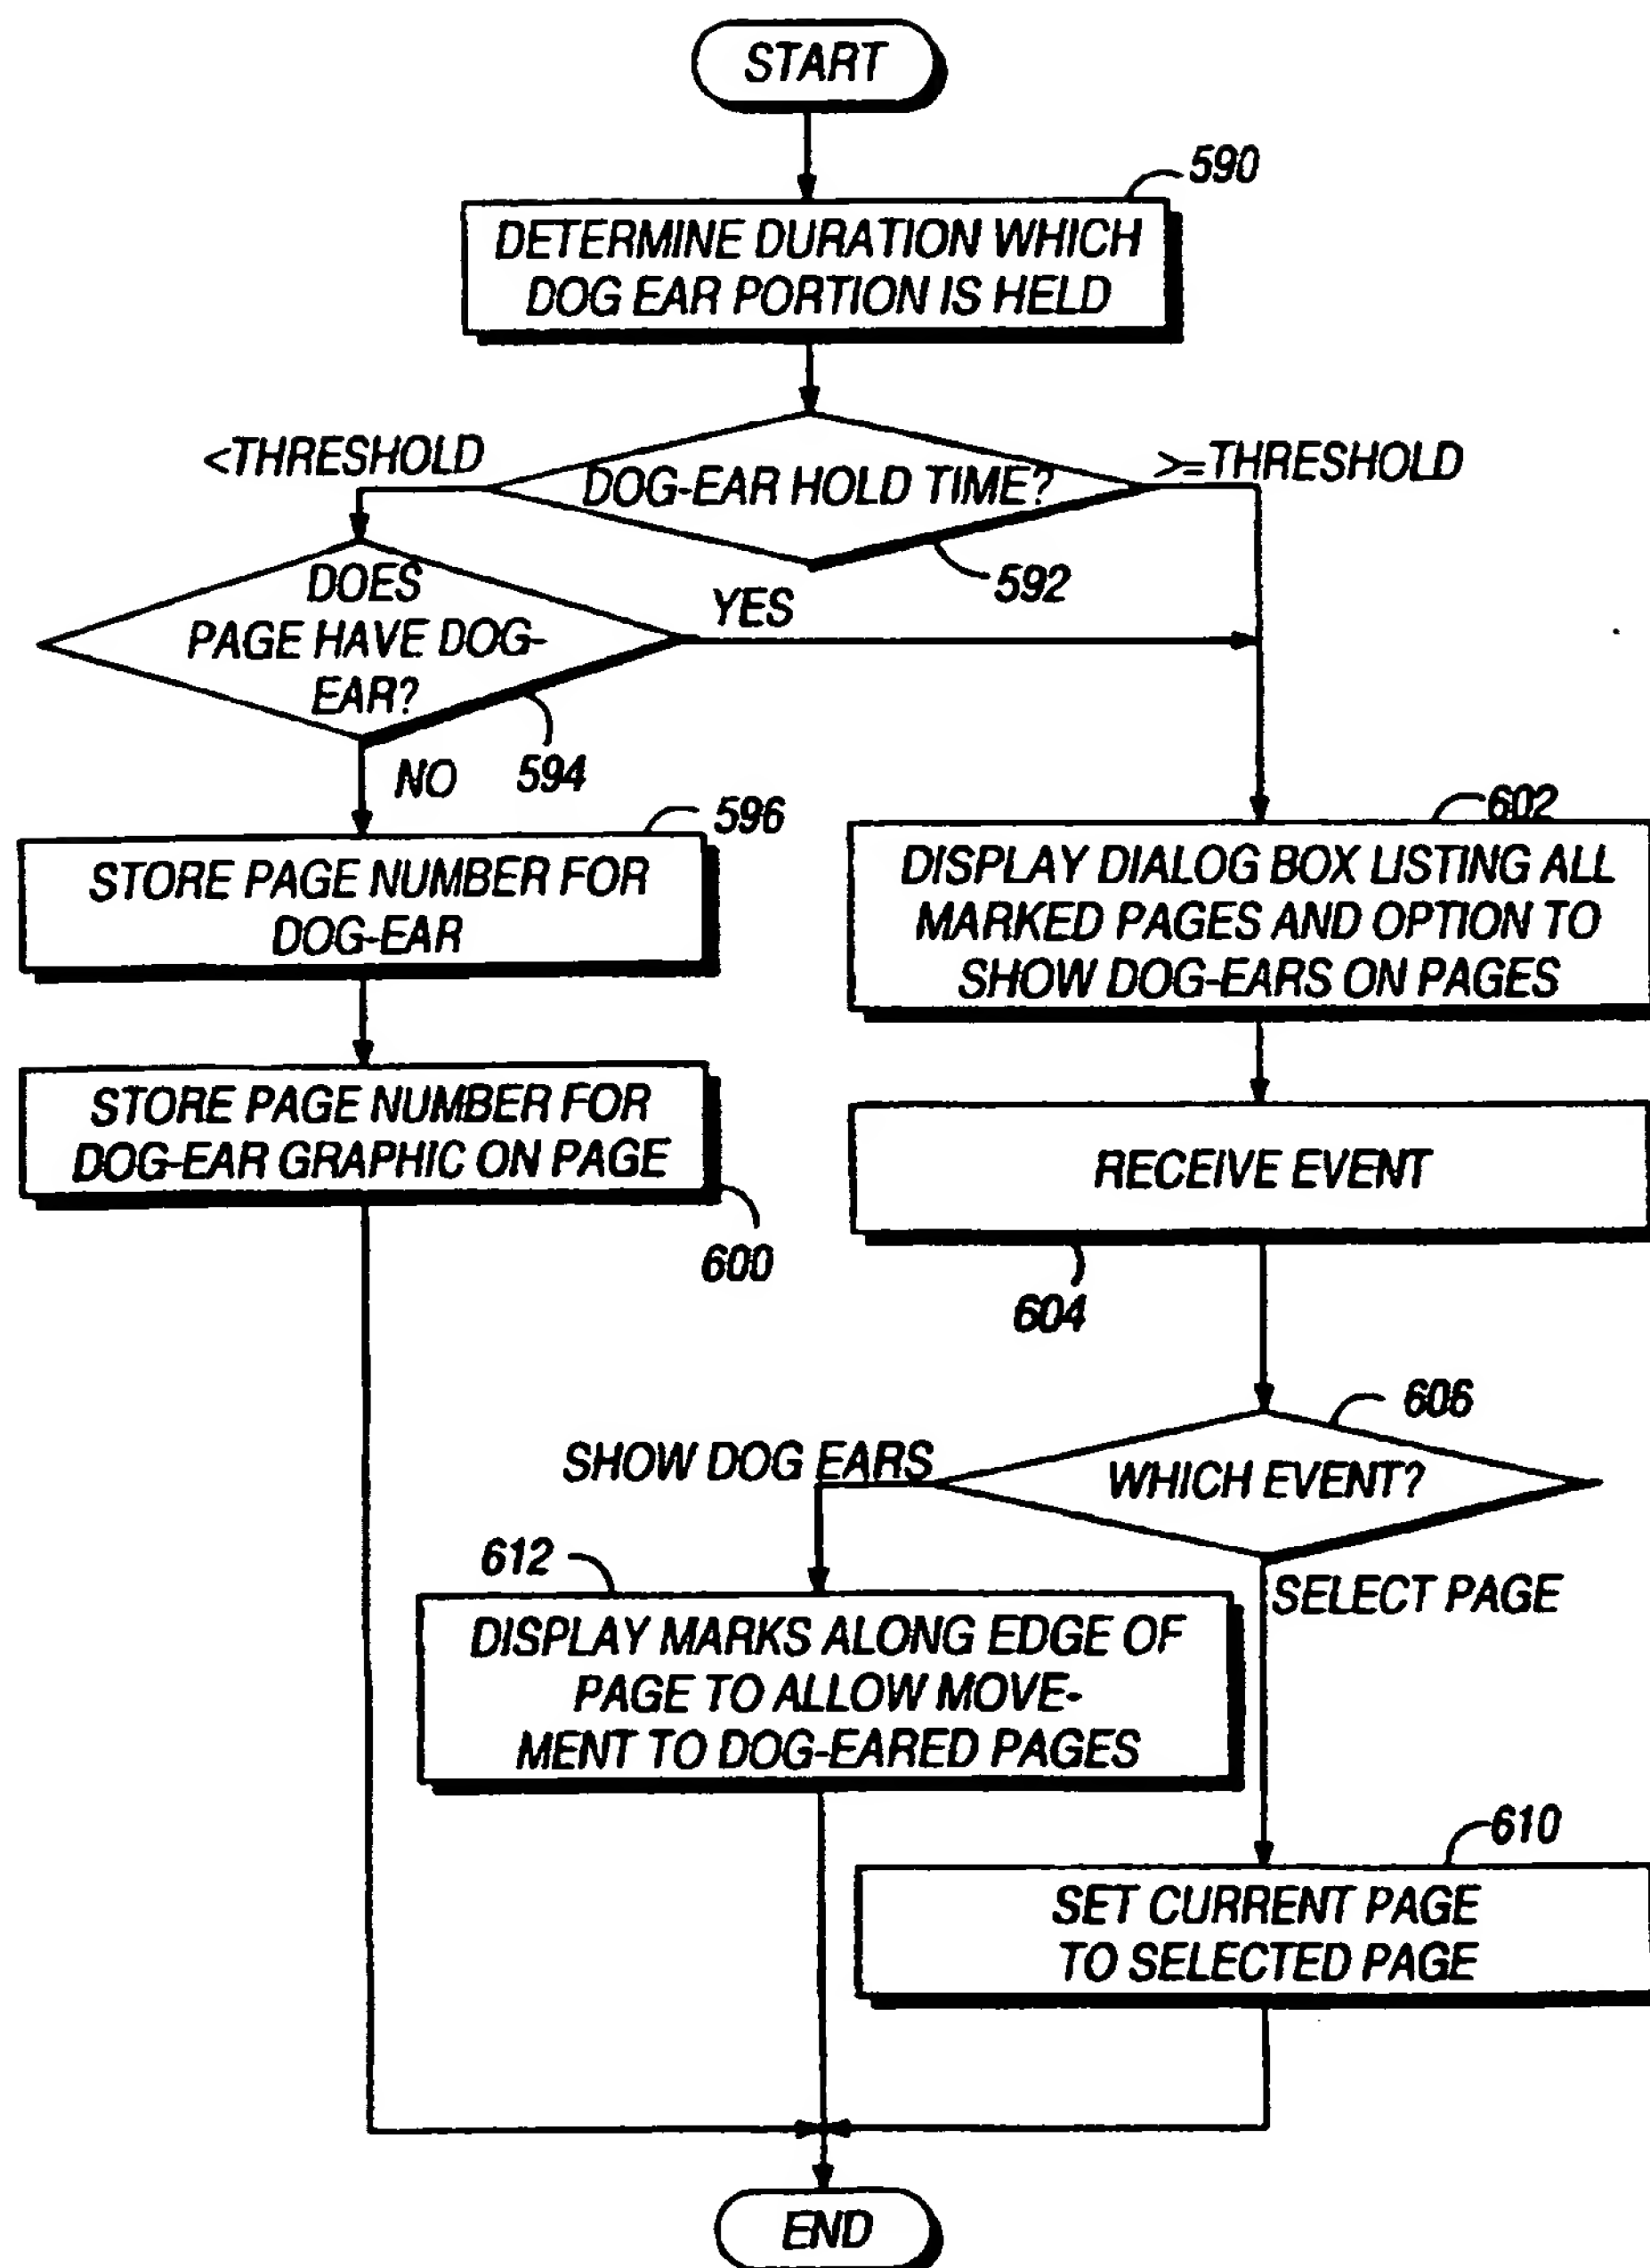 START
590
DETERMINE DURATION WHICH
DOG EAR PORTION IS HELD
<THRESHOLD
DOG-EAR HOLD TIME?
>=THRESHOLD
592
DOES
PAGE HAVE DOG-
EAR?
YES
594
NO
596
STORE PAGE NUMBER FOR
DOG-EAR
602
DISPLAY DIALOG BOX LISTING ALL
MARKED PAGES AND OPTION TO
SHOW DOG-EARS ON PAGES
STORE PAGE NUMBER FOR
DOG-EAR GRAPHIC ON PAGE
600
RECEIVE EVENT
604
606
SHOW DOG EARS
WHICH EVENT?
612
SELECT PAGE
DISPLAY MARKS ALONG EDGE OF
PAGE TO ALLOW MOVE-
MENT TO DOG-EARED PAGES
610
SET CURRENT PAGE
TO SELECTED PAGE
END